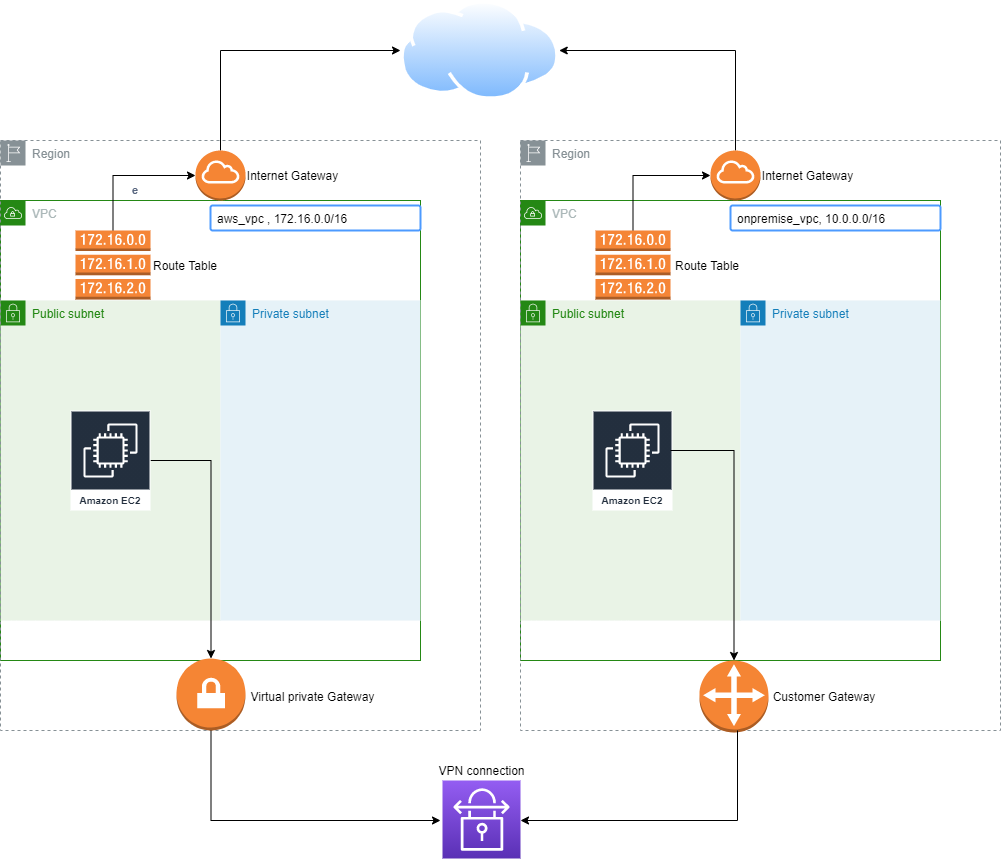 Region
Region
Internet Gateway
Internet Gateway
e
VPC
aws_vpc , 172.16.0.0/16
VPC
onpremise_vpc, 10.0.0.0/16
172.16.0.0
172.16.1.0
172.16.2.0
Route Table
172.16.0.0
172.16.1.0
172.16.2.0
Route Table
Public subnet
Private subnet
Public subnet
Private subnet
Amazon EC2
Amazon EC2
Virtual private Gateway
Customer Gateway
VPN connection